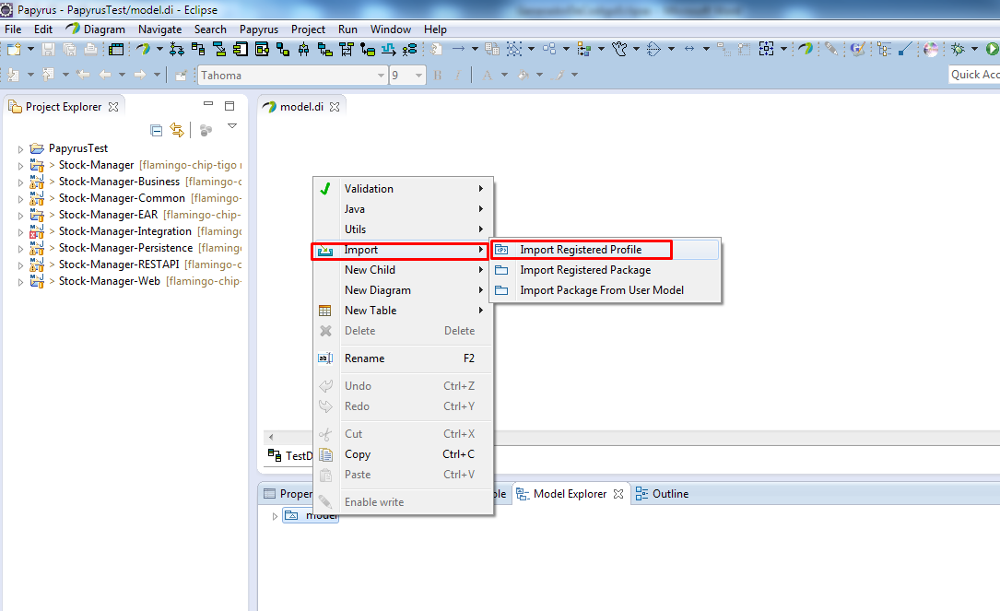 Papyrus - PapyrusTest/model.di - Eclipse
File Edit Diagram Navigate Search Papyrus Project Run Window Help
Tahoma 9 B I A
Quick Acc
Project Explorer
model.di
PapyrusTest
> Stock-Manager [flamingo-chip-tigo
> Stock-Manager-Business [flamingo-c
> Stock-Manager-Common [flamingo-
> Stock-Manager-EAR [flamingo-chip-
> Stock-Manager-Integration [flaming
> Stock-Manager-Persistence [flamingo
> Stock-Manager-RESTAPI [flamingo-
> Stock-Manager-Web [flamingo-chip-
Validation
Java
Utils
Import
Import Registered Profile
New Child
Import Registered Package
New Diagram
Import Package From User Model
New Table
Delete Delete
Rename F2
Undo Ctrl+Z
Redo Ctrl+Y
Cut Ctrl+X
Copy Ctrl+C
Paste Ctrl+V
Enable write
TestD
Proper
ble
Model Explorer
Outline
model